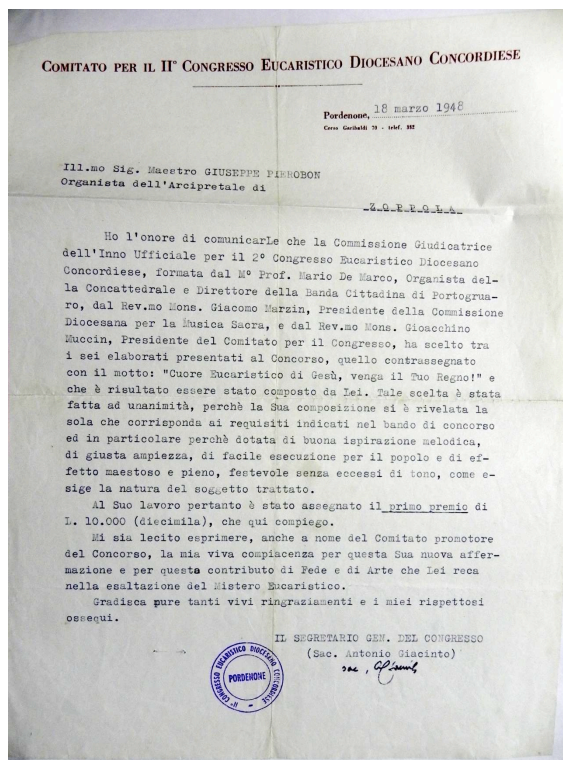 COMITATO PER IL II° CONGRESSO EUCARISTICO DIOCESANO CONCORDIESE
Pordenone, 18 marzo 1948
Corso Garibaldi 70 - telef. 382
Ill.mo Sig. Maestro GIUSEPPE PIERROBON
Organista dell'Arcipretale di
ZOPPOLA
Ho l'onore di comunicarLe che la Commissione Giudicatrice
dell'Inno Ufficiale per il 2° Congresso Eucaristico Diocesano
Concordiese, formata dal M° Prof. Mario De Marco, Organista del-
la Concattedrale e Direttore della Banda Cittadina di Portogrua-
ro, dal Rev.mo Mons. Giacomo Marzin, Presidente della Commissione
Diocesana per la Musica Sacra, e dal Rev.mo Mons. Gioacchino
Muccin, Presidente del Comitato per il Congresso, ha scelto tra
i sei elaborati presentati al Concorso, quello contrassegnato
con il motto: "Cuore Eucaristico di Gesù, venga il Tuo Regno!" e
che è risultato essere stato composto da Lei. Tale scelta è stata
fatta ad unanimità, perchè la Sua composizione si è rivelata la
sola che corrisponda ai requisiti indicati nel bando di concorso
ed in particolare perchè dotata di buona ispirazione melodica,
di giusta ampiezza, di facile esecuzione per il popolo e di ef-
fetto maestoso e pieno, festevole senza eccessi di tono, come e-
sige la natura del soggetto trattato.
Al Suo lavoro pertanto è stato assegnato il primo premio di
L. 10.000 (diecimila), che qui compiego.
Mi sia lecito esprimere, anche a nome del Comitato promotore
del Concorso, la mia viva compiacenza per questa Sua nuova affer-
mazione e per questa contributo di Fede e di Arte che Lei reca
nella esaltazione del Mistero Eucaristico.
Gradisca pure tanti vivi ringraziamenti e i miei rispettosi
ossequi.
IL SEGRETARIO GEN. DEL CONGRESSO
(Sac. Antonio Giacinto)
sac.
II° CONGRESSO EUCARISTICO DIOCESANO CONCORDIESE
PORDENONE